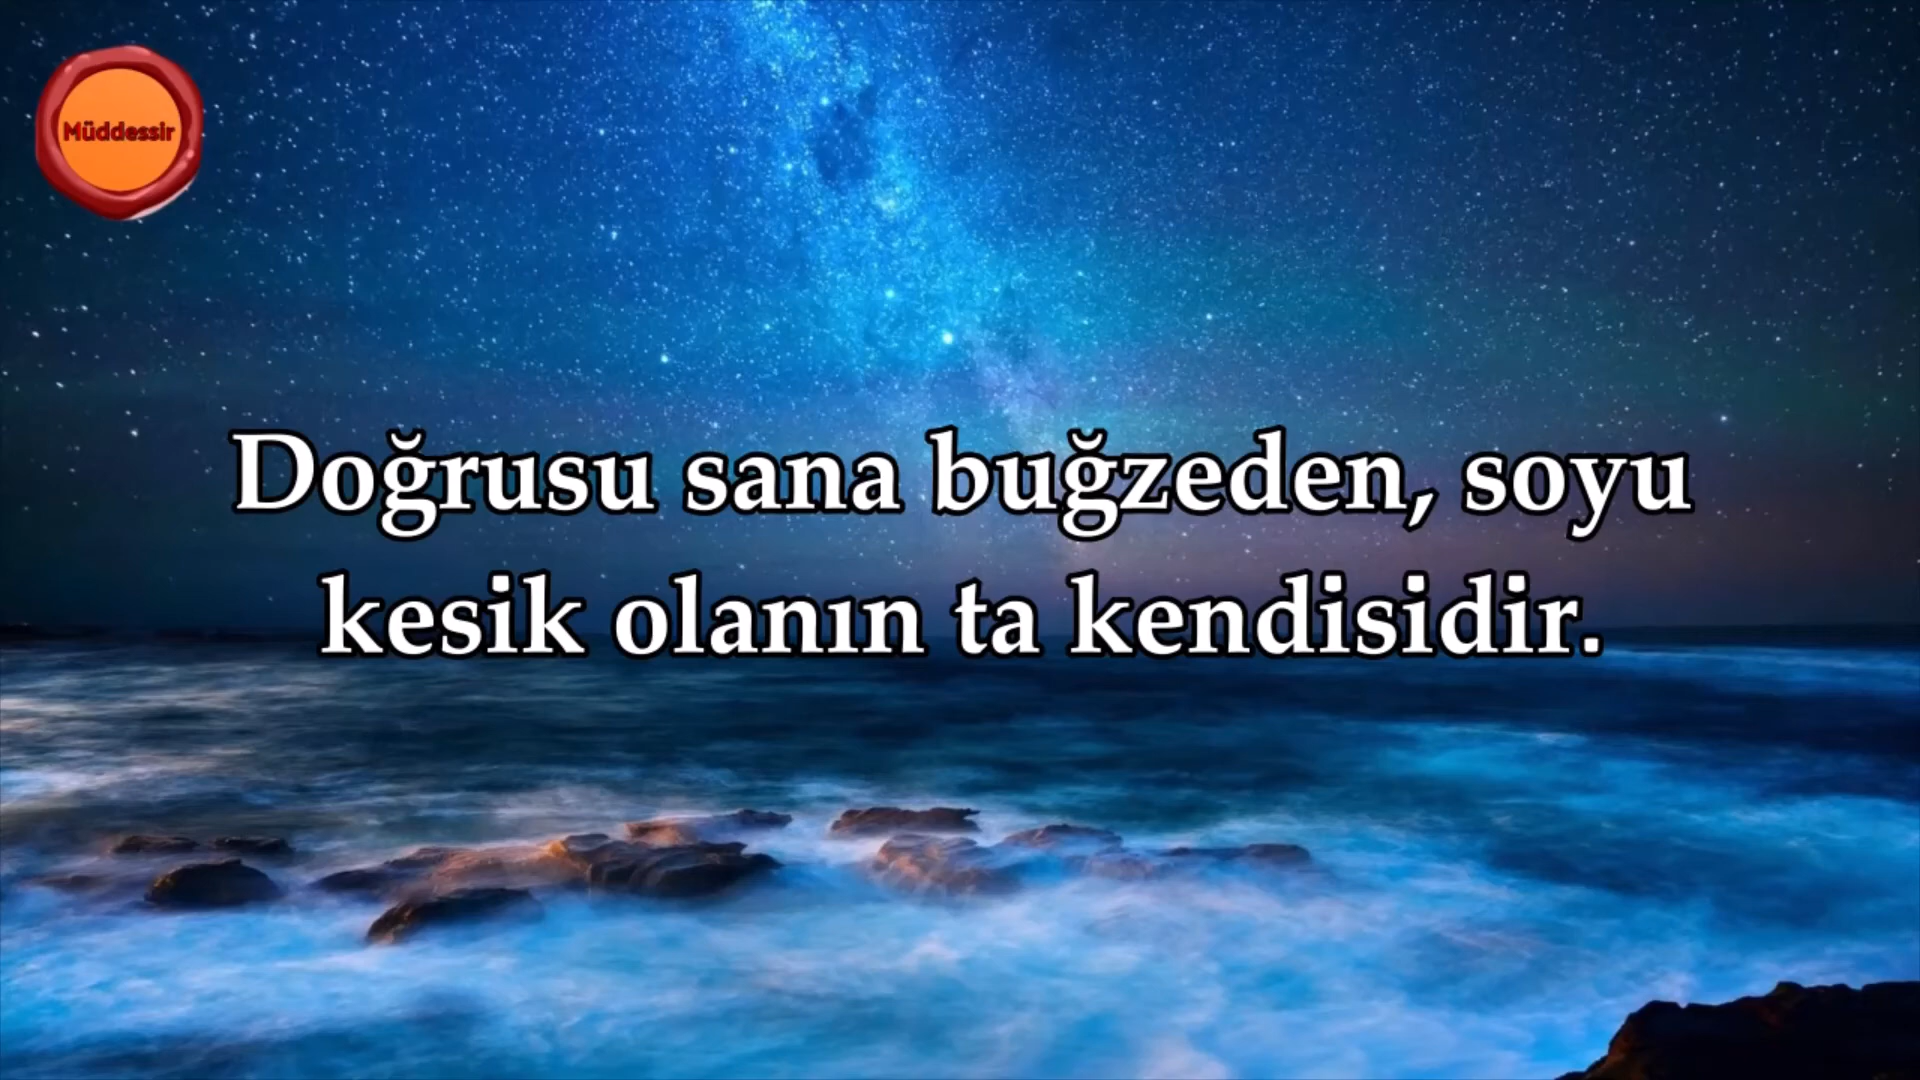 Müddessir
Doğrusu sana buğzeden, soyu
kesik olanın ta kendisidir.